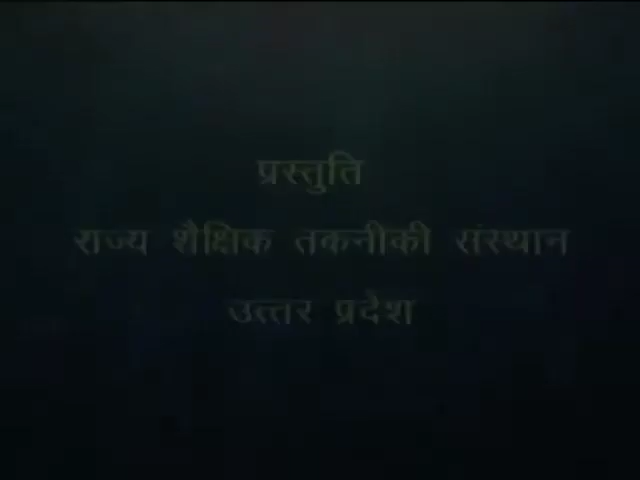 प्रस्तुति
राज्य शैक्षिक तकनीकी संस्थान
उत्तर प्रदेश